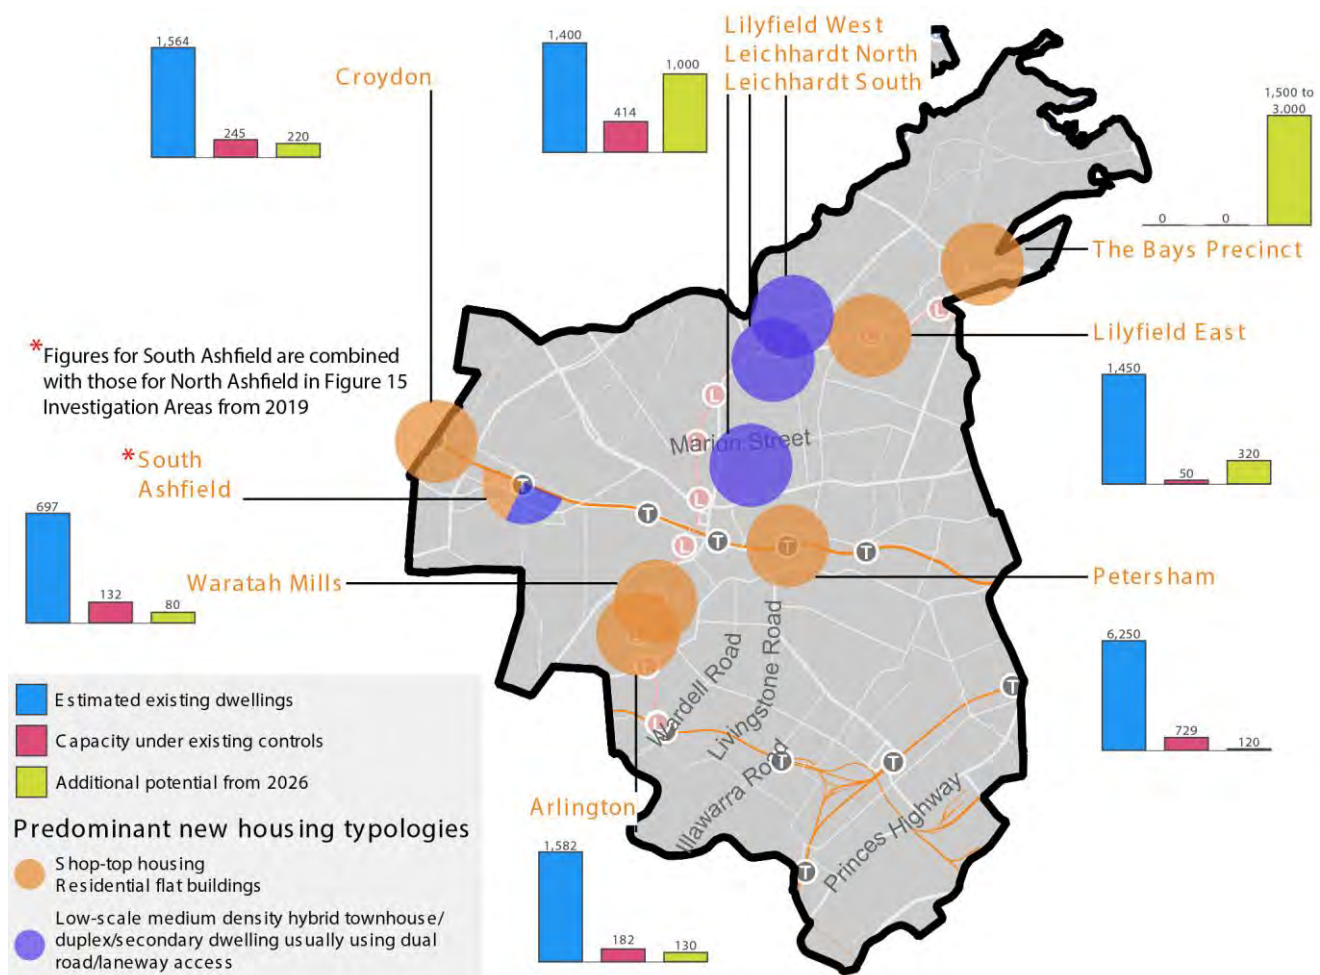 1,564
245
220
Croydon
1,400
414
1,000
Lilyfield West
Leichhardt North
Leichhardt South
0
0
1,500 to
3.000
The Bays Precinct
Lilyfield East
1,450
50
320
*Figures for South Ashfield are combined
with those for North Ashfield in Figure 15
Investigation Areas from 2019
*South
Ashfield
697
132
80
Waratah Mills
Petersham
6,250
729
120
Arlington
1,582
182
130
Marion Street
Wardell Road
Livingstone Road
Illawarra Road
Princes Highway
L
L
L
L
L
L
L
L
T
T
T
T
T
T
T
T
T
Estimated existing dwellings
Capacity under existing controls
Additional potential from 2026
Predominant new housing typologies
Shop-top housing
Residential flat buildings
Low-scale medium density hybrid townhouse/
duplex/secondary dwelling usually using dual
road/laneway access